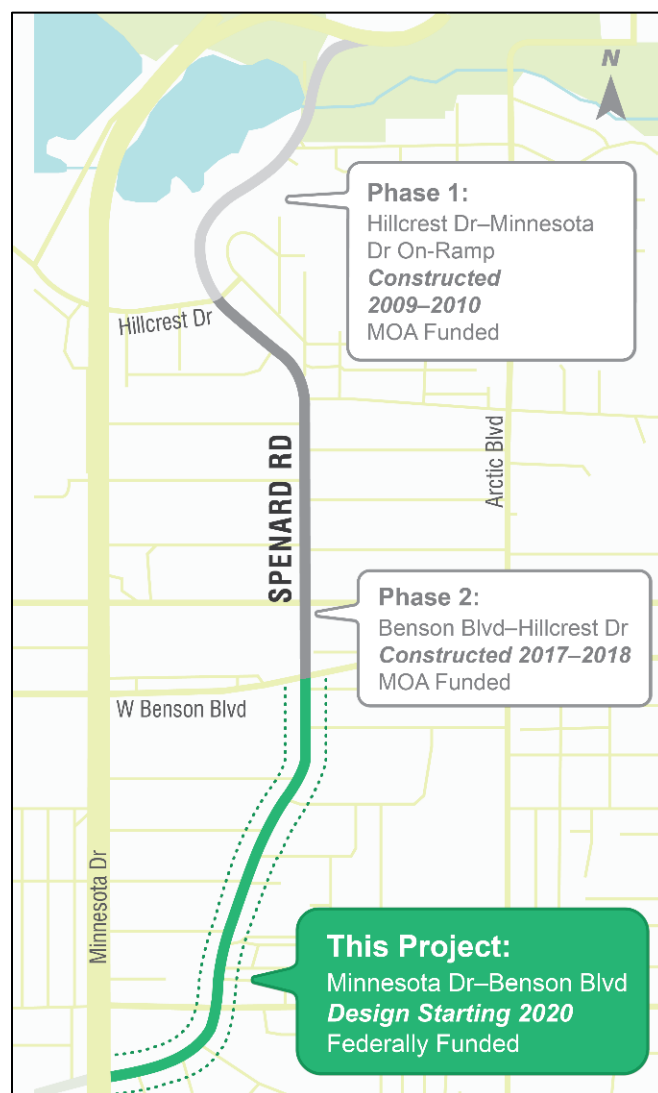 N
Phase 1:
Hillcrest Dr–Minnesota
Dr On-Ramp
Constructed
2009–2010
MOA Funded
Hillcrest Dr
SPENARD RD
Arctic Blvd
Phase 2:
Benson Blvd–Hillcrest Dr
Constructed 2017–2018
MOA Funded
W Benson Blvd
Minnesota Dr
This Project:
Minnesota Dr–Benson Blvd
Design Starting 2020
Federally Funded